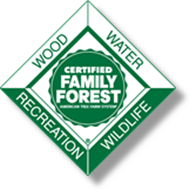 WOOD
WATER
CERTIFIED
FAMILY
FOREST
AMERICAN TREE FARM SYSTEM®
RECREATION
WILDLIFE
®